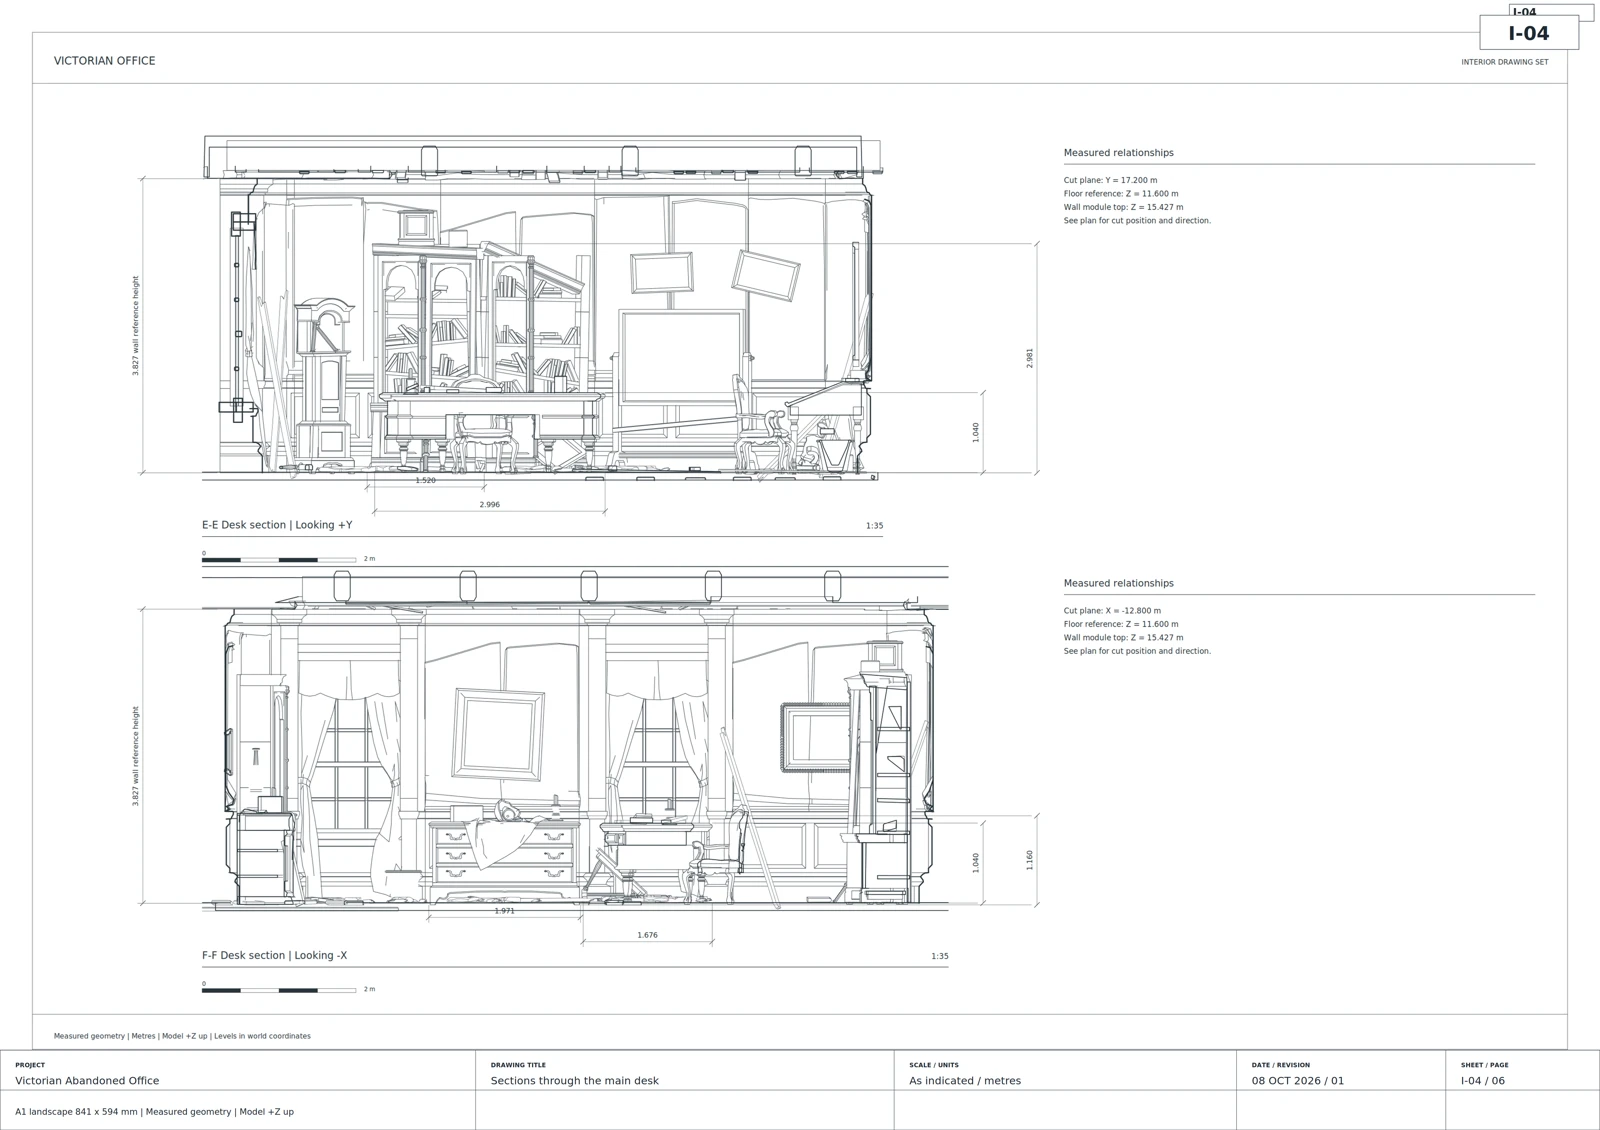 I-04
I-04
VICTORIAN OFFICE
INTERIOR DRAWING SET
Measured relationships
Cut plane: Y = 17.200 m
Floor reference: Z = 11.600 m
Wall module top: Z = 15.427 m
See plan for cut position and direction.
3.827 wall reference height
2.981
1.040
1.520
2.996
E-E Desk section | Looking +Y
1:35
0
2 m
Measured relationships
Cut plane: X = -12.800 m
Floor reference: Z = 11.600 m
Wall module top: Z = 15.427 m
See plan for cut position and direction.
3.827 wall reference height
1.040
1.160
1.971
1.676
F-F Desk section | Looking -X
1:35
0
2 m
Measured geometry | Metres | Model +Z up | Levels in world coordinates
PROJECT
Victorian Abandoned Office
DRAWING TITLE
Sections through the main desk
SCALE / UNITS
As indicated / metres
DATE / REVISION
08 OCT 2026 / 01
SHEET / PAGE
I-04 / 06
A1 landscape 841 x 594 mm | Measured geometry | Model +Z up